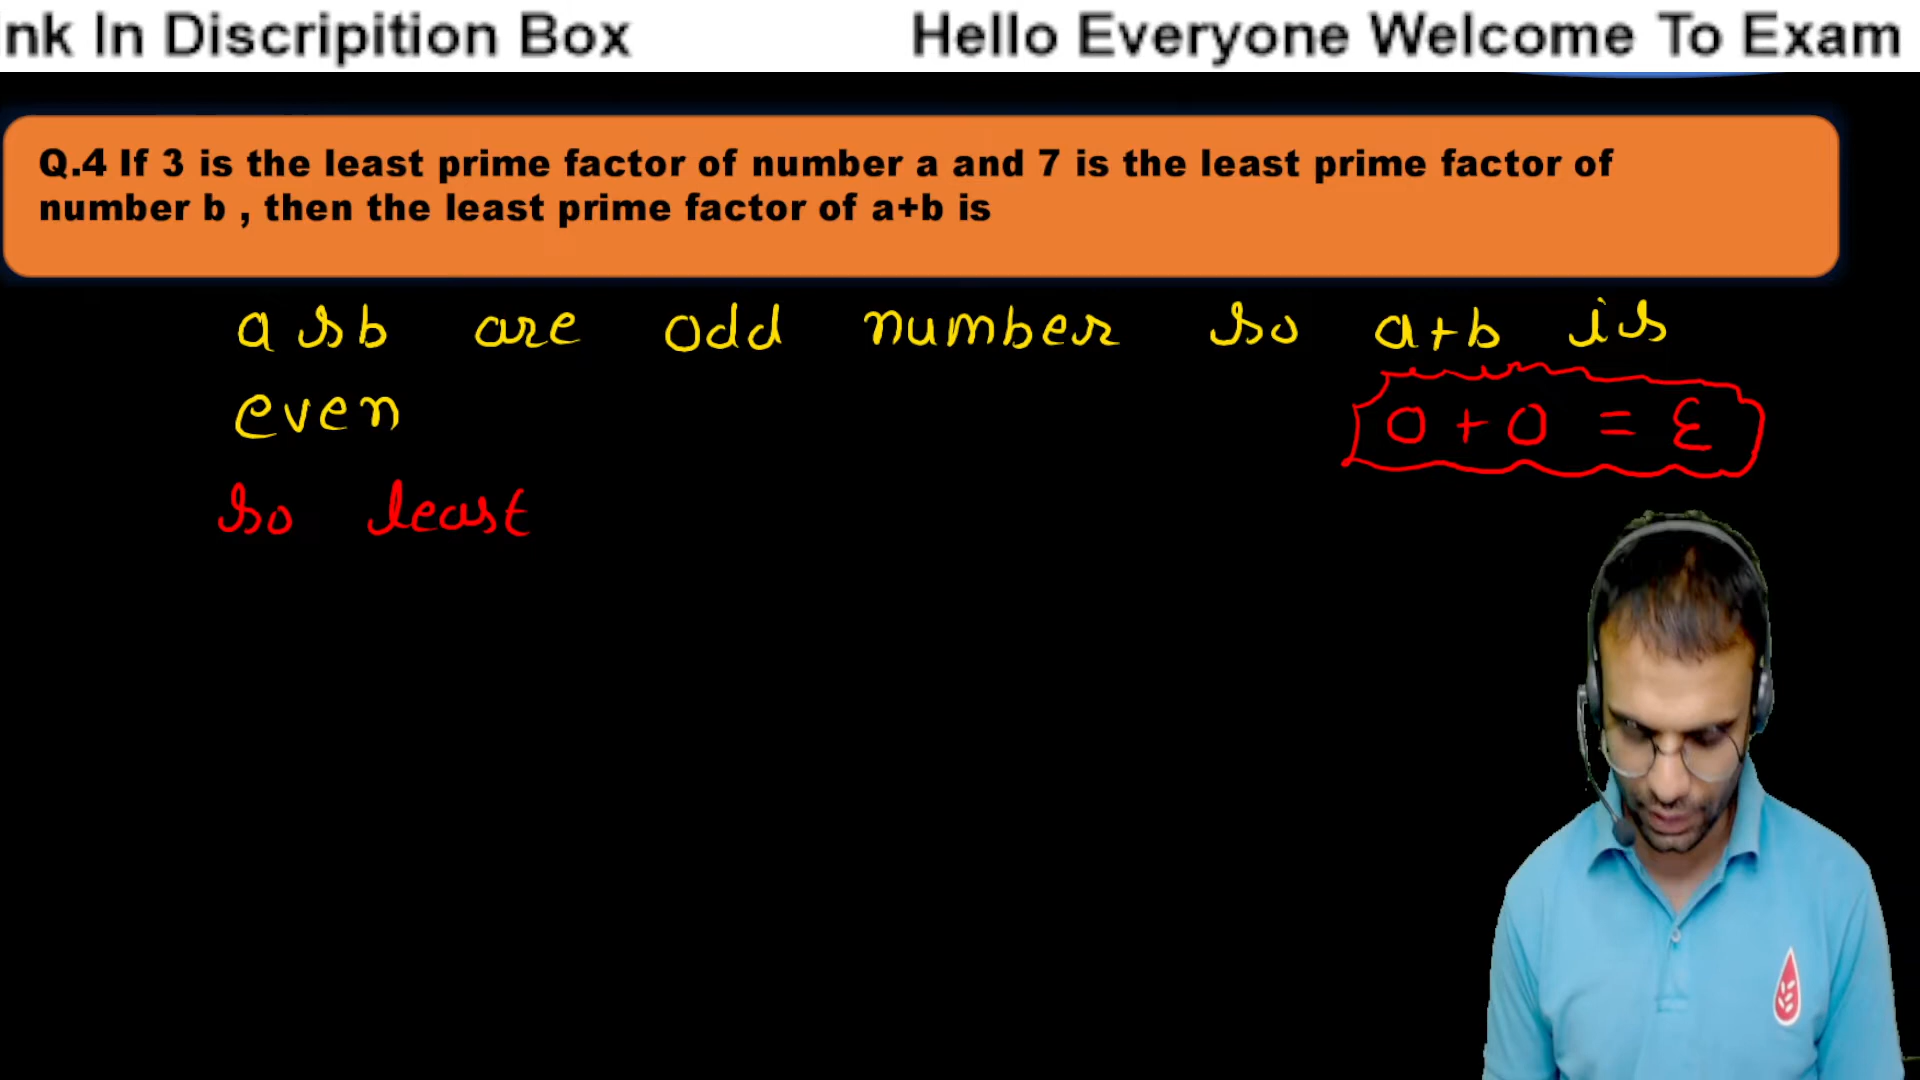 nk In Discripition Box Hello Everyone Welcome To Exam
Q.4 If 3 is the least prime factor of number a and 7 is the least prime factor of
number b , then the least prime factor of a+b is
a & b are odd number so a+b is
even
0 + 0 = ε
so least